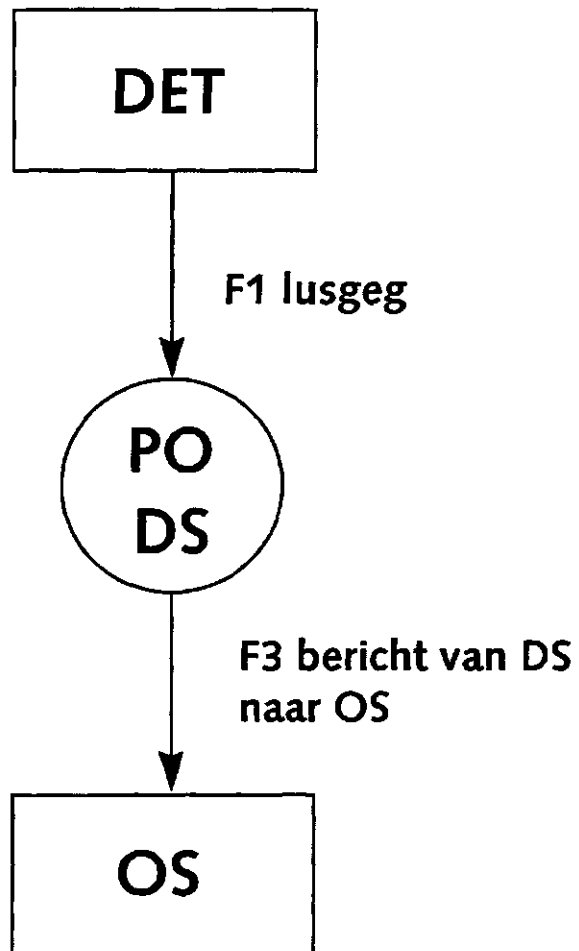 DET
F1 lusgeg
PO
DS
F3 bericht van DS
naar OS
OS